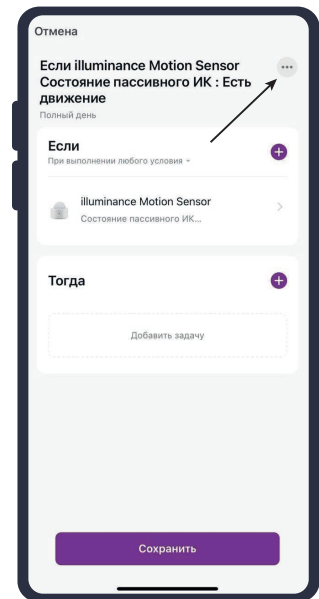 Отмена
Если illuminance Motion Sensor
Состояние пассивного ИК : Есть
движение
Полный день
Если
При выполнении любого условия
illuminance Motion Sensor
Состояние пассивного ИК...
Тогда
Добавить задачу
Сохранить